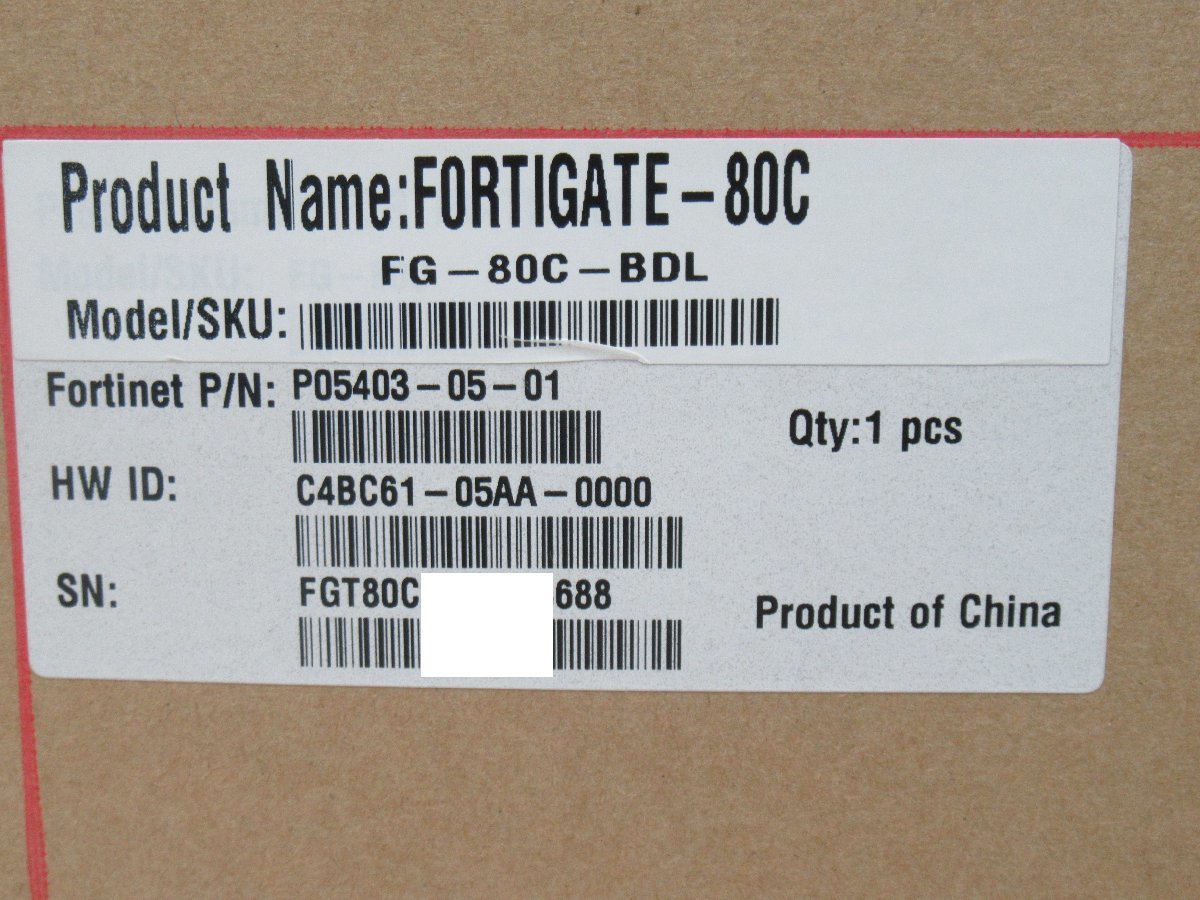 Product Name:FORTIGATE-80C
FG-80C-BDL
Model/SKU:
Fortinet P/N: P05403-05-01
Qty:1 pcs
HW ID: C4BC61-05AA-0000
SN: FGT80C 688
Product of China